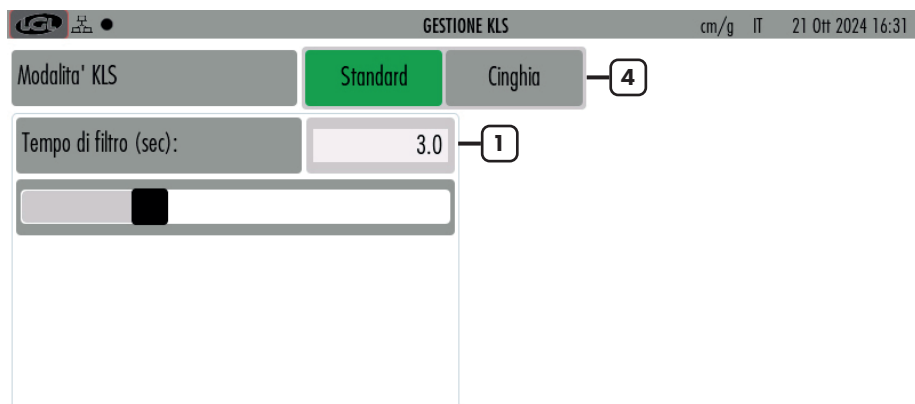 LGL GESTIONE KLS cm/g IT 21 Ott 2024 16:31
Modalita' KLS Standard Cinghia 4
Tempo di filtro (sec): 3.0 1